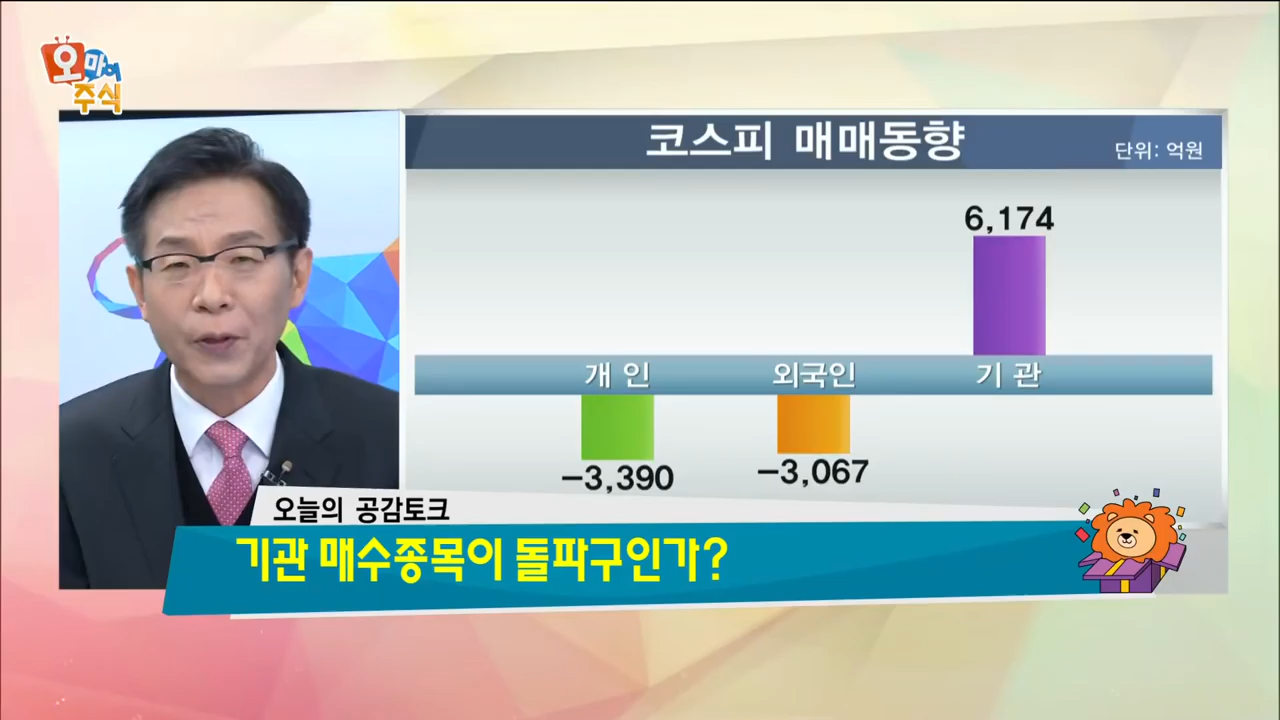 오마이
주식
코스피 매매동향
단위: 억원
6,174
개인 외국인 기관
-3,390 -3,067
오늘의 공감토크
기관 매수종목이 돌파구인가?